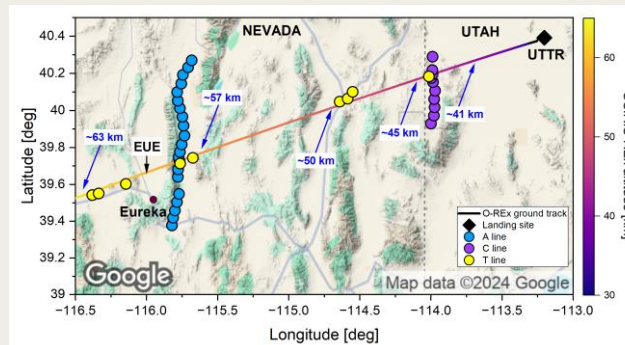 NEVADA
UTAH
UTTR
~63 km
~57 km
~50 km
~45 km
~41 km
EUE
Eureka
O-REx ground track
Landing site
A line
C line
T line
Google
Map data ©2024 Google
Latitude [deg]
40.4
40.2
40
39.8
39.6
39.4
39.2
39
-116.5
-116.0
-115.5
-115.0
-114.5
-114.0
-113.5
-113.0
Longitude [deg]
60
50
40
30